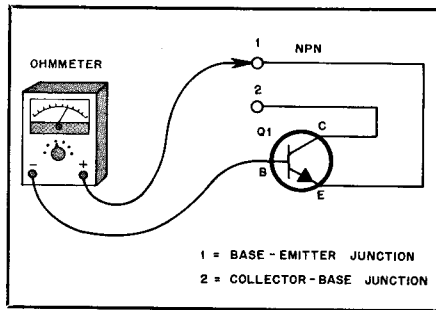 1
NPN
OHMMETER
2
Q1
C
- +
B
E
1 = BASE-EMITTER JUNCTION
2 = COLLECTOR-BASE JUNCTION